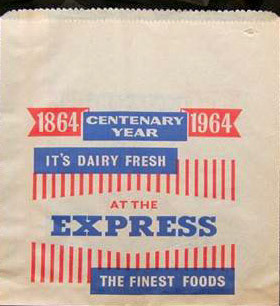 1864 CENTENARY YEAR 1964
IT'S DAIRY FRESH
AT THE
EXPRESS
THE FINEST FOODS